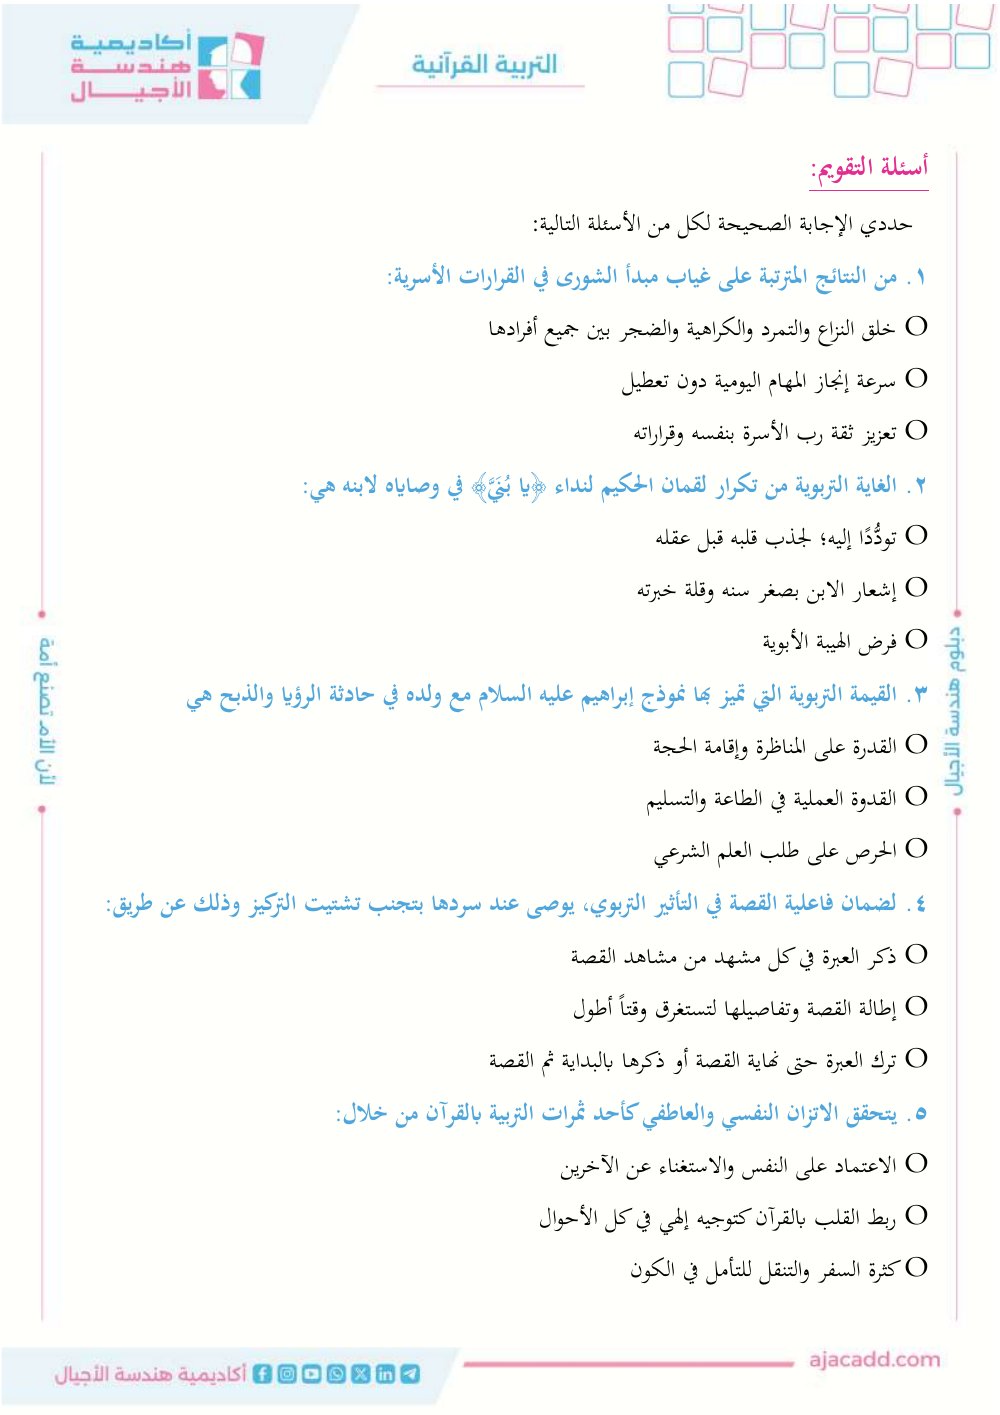 أكاديمية
هندسة
الأجيال
التربية القرآنية
أسئلة التقويم:
حددي الإجابة الصحيحة لكل من الأسئلة التالية:
١. من النتائج المترتبة على غياب مبدأ الشورى في القرارات الأسرية:
خلق النزاع والتمرد والكراهية والضجر بين جميع أفرادها
سرعة إنجاز المهام اليومية دون تعطيل
تعزيز ثقة رب الأسرة بنفسه وقراراته
٢. الغاية التربوية من تكرار لقمان الحكيم لنداء ﴿يا بُنَيَّ﴾ في وصاياه لابنه هي:
تودُّدًا إليه؛ لجذب قلبه قبل عقله
إشعار الابن بصغر سنه وقلة خبرته
فرض الهيبة الأبوية
٣. القيمة التربوية التي تميز بها نموذج إبراهيم عليه السلام مع ولده في حادثة الرؤيا والذبح هي
القدرة على المناظرة وإقامة الحجة
القدوة العملية في الطاعة والتسليم
الحرص على طلب العلم الشرعي
٤. لضمان فاعلية القصة في التأثير التربوي، يوصى عند سردها بتجنب تشتيت التركيز وذلك عن طريق:
ذكر العبرة في كل مشهد من مشاهد القصة
إطالة القصة وتفاصيلها لتستغرق وقتاً أطول
ترك العبرة حتى نهاية القصة أو ذكرها بالبداية ثم القصة
٥. يتحقق الاتزان النفسي والعاطفي كأحد ثمرات التربية بالقرآن من خلال:
الاعتماد على النفس والاستغناء عن الآخرين
ربط القلب بالقرآن كتوجيه إلهي في كل الأحوال
كثرة السفر والتنقل للتأمل في الكون
دبلوم هندسة الأجيال
لأن الأم تصنع أمة
ajacadd.com
أكاديمية هندسة الأجيال